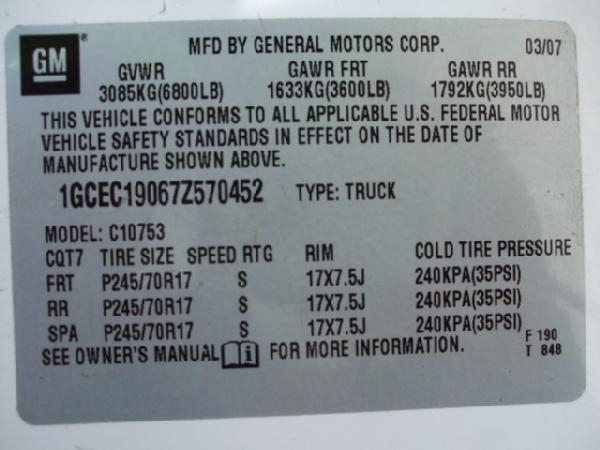 GM
MFD BY GENERAL MOTORS CORP. 03/07
GVWR GAWR FRT GAWR RR
3085KG(6800LB) 1633KG(3600LB) 1792KG(3950LB)
THIS VEHICLE CONFORMS TO ALL APPLICABLE U.S. FEDERAL MOTOR
VEHICLE SAFETY STANDARDS IN EFFECT ON THE DATE OF
MANUFACTURE SHOWN ABOVE.
1GCEC19067Z570452 TYPE: TRUCK
MODEL: C10753
CQT7 TIRE SIZE SPEED RTG RIM COLD TIRE PRESSURE
FRT P245/70R17 S 17X7.5J 240KPA(35PSI)
RR P245/70R17 S 17X7.5J 240KPA(35PSI)
SPA P245/70R17 S 17X7.5J 240KPA(35PSI)
SEE OWNER'S MANUAL i FOR MORE INFORMATION.
F 190
T 848